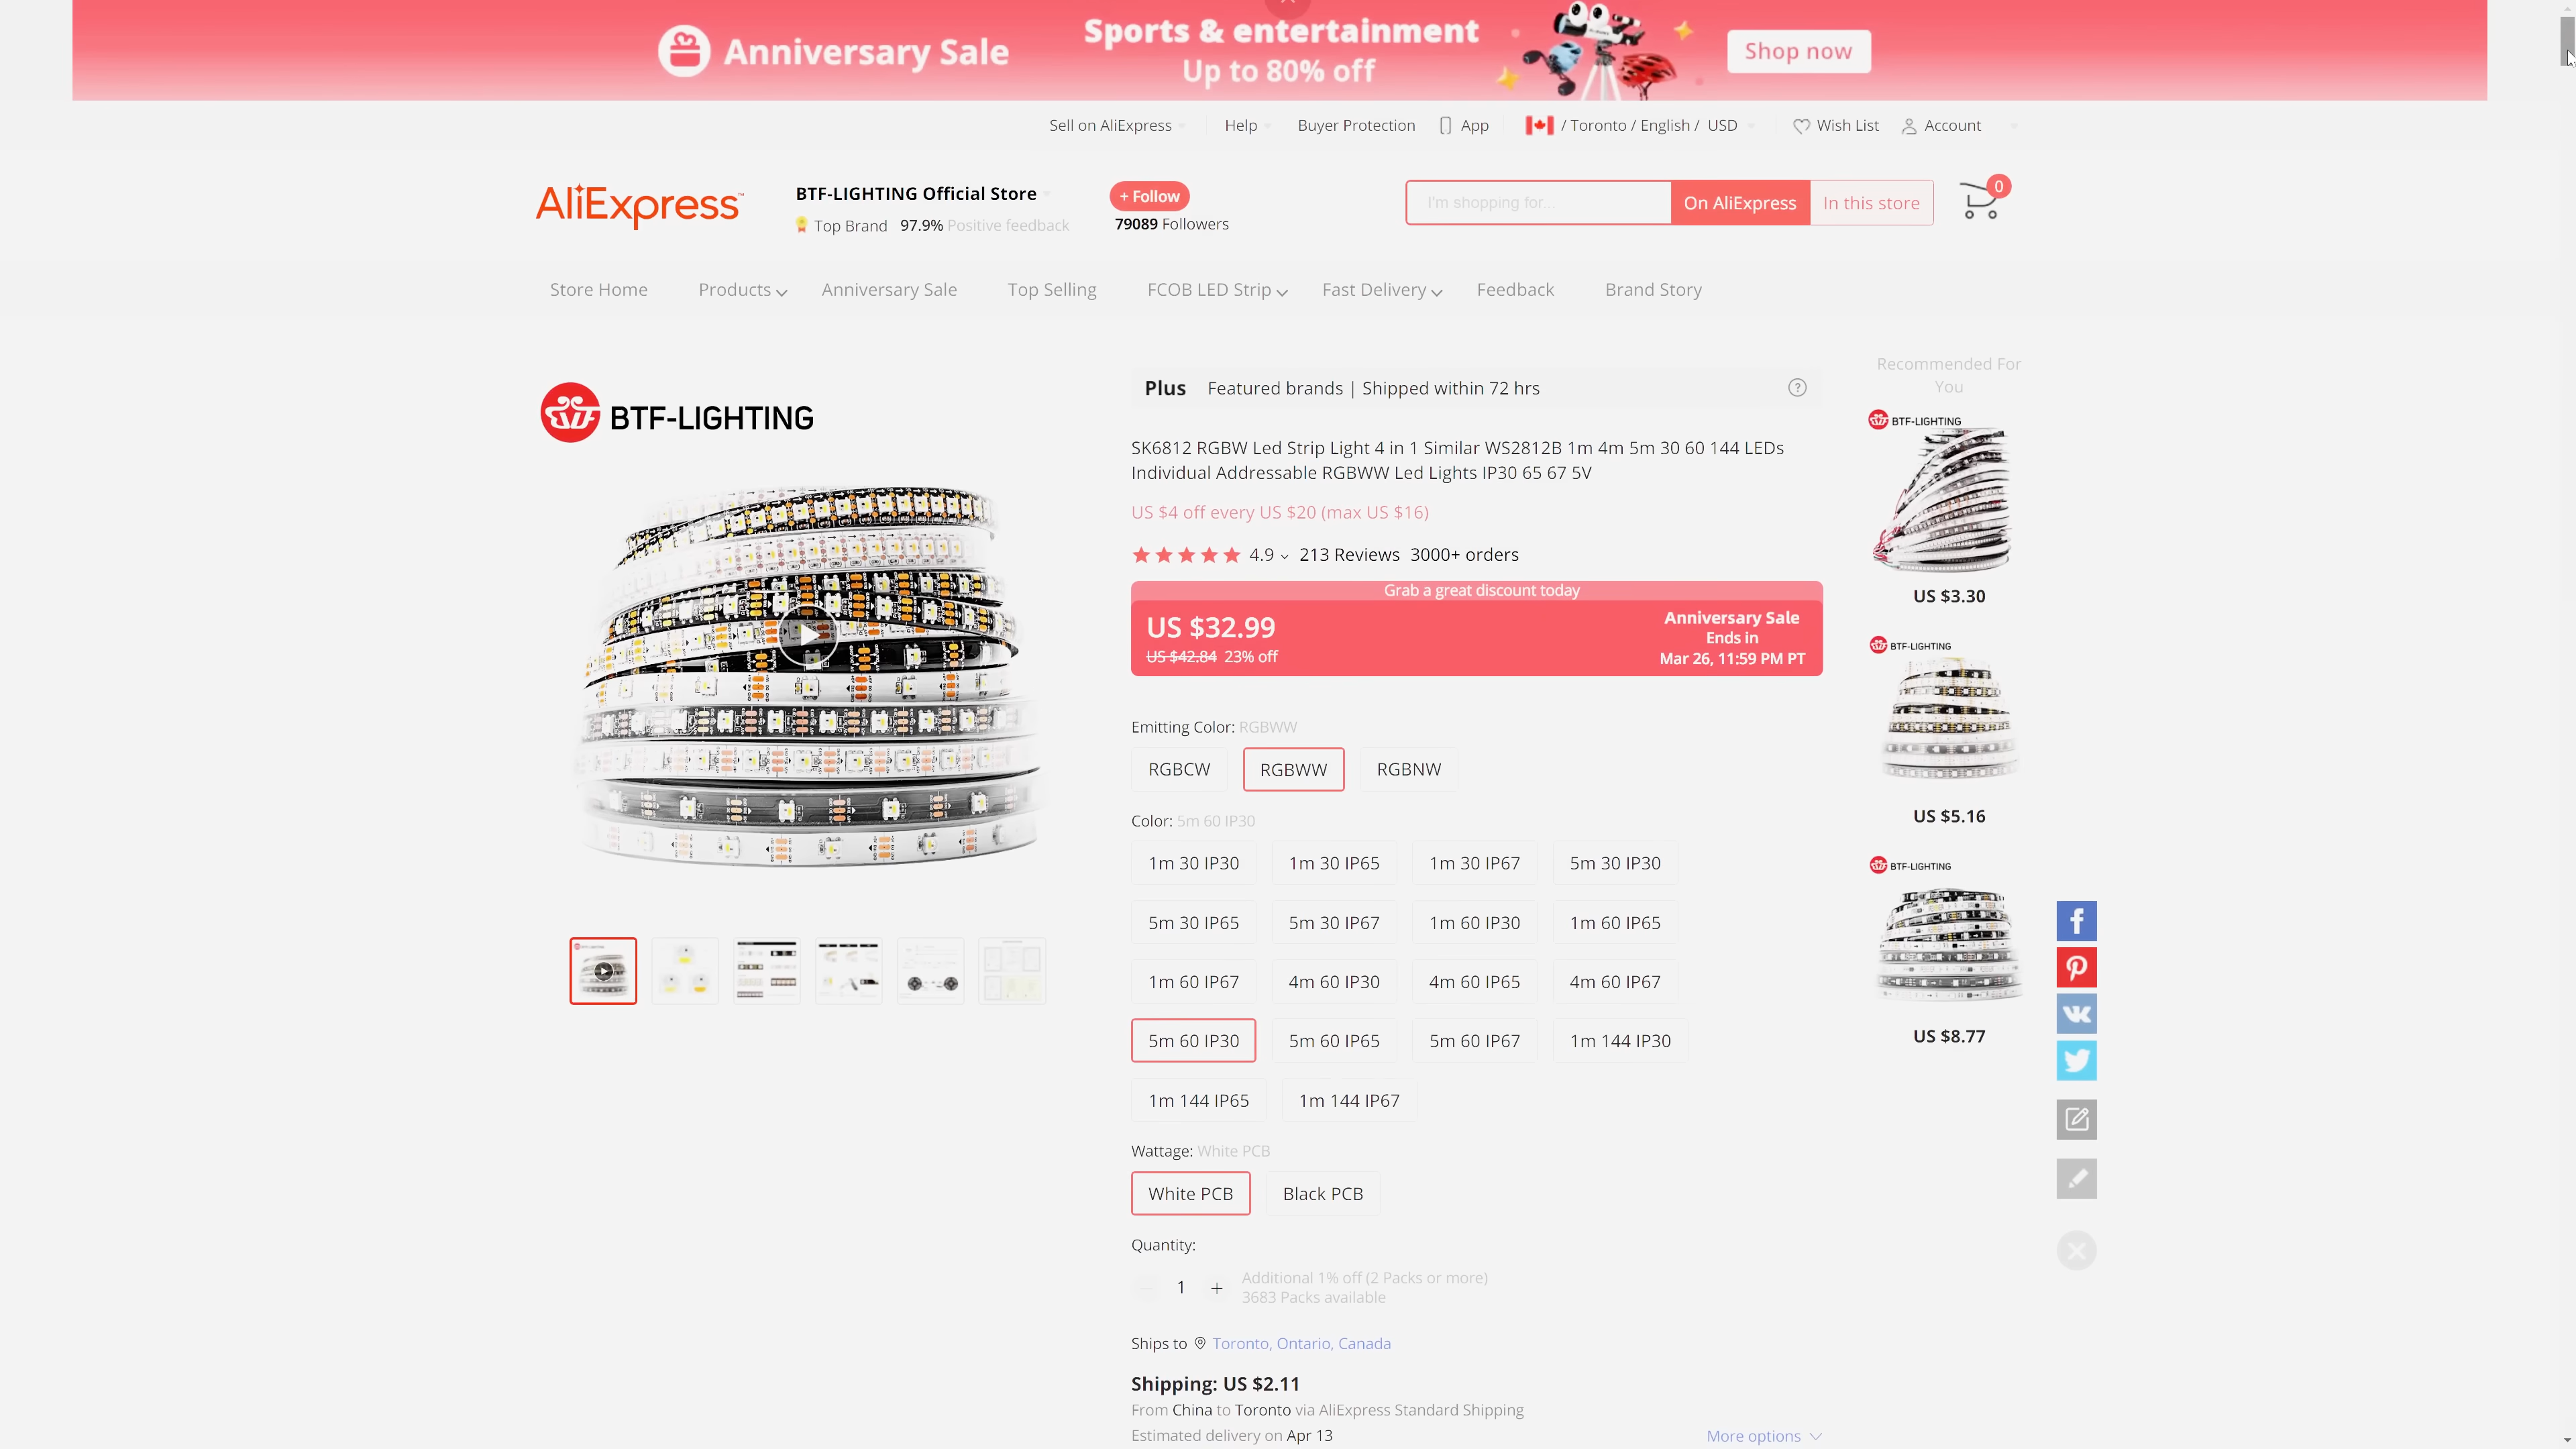 Anniversary Sale
Sports & entertainment
Up to 80% off
Shop now
Sell on AliExpress
Help
Buyer Protection
App
/ Toronto / English / USD
Wish List
Account
AliExpress™
BTF-LIGHTING Official Store
Top Brand 97.9% Positive feedback
+ Follow
79089 Followers
I'm shopping for...
On AliExpress
In this store
0
Store Home
Products
Anniversary Sale
Top Selling
FCOB LED Strip
Fast Delivery
Feedback
Brand Story
BTF-LIGHTING
Plus Featured brands | Shipped within 72 hrs
?
SK6812 RGBW Led Strip Light 4 in 1 Similar WS2812B 1m 4m 5m 30 60 144 LEDs
Individual Addressable RGBWW Led Lights IP30 65 67 5V
US $4 off every US $20 (max US $16)
4.9 213 Reviews 3000+ orders
Grab a great discount today
US $32.99
US $42.84 23% off
Anniversary Sale
Ends in
Mar 26, 11:59 PM PT
Emitting Color: RGBWW
RGBCW RGBWW RGBNW
Color: 5m 60 IP30
1m 30 IP30 1m 30 IP65 1m 30 IP67 5m 30 IP30
5m 30 IP65 5m 30 IP67 1m 60 IP30 1m 60 IP65
1m 60 IP67 4m 60 IP30 4m 60 IP65 4m 60 IP67
5m 60 IP30 5m 60 IP65 5m 60 IP67 1m 144 IP30
1m 144 IP65 1m 144 IP67
Wattage: White PCB
White PCB Black PCB
Quantity:
1 +
Additional 1% off (2 Packs or more)
3683 Packs available
Ships to Toronto, Ontario, Canada
Shipping: US $2.11
From China to Toronto via AliExpress Standard Shipping
Estimated delivery on Apr 13
More options
Recommended For
You
BTF-LIGHTING
US $3.30
BTF-LIGHTING
US $5.16
BTF-LIGHTING
US $8.77